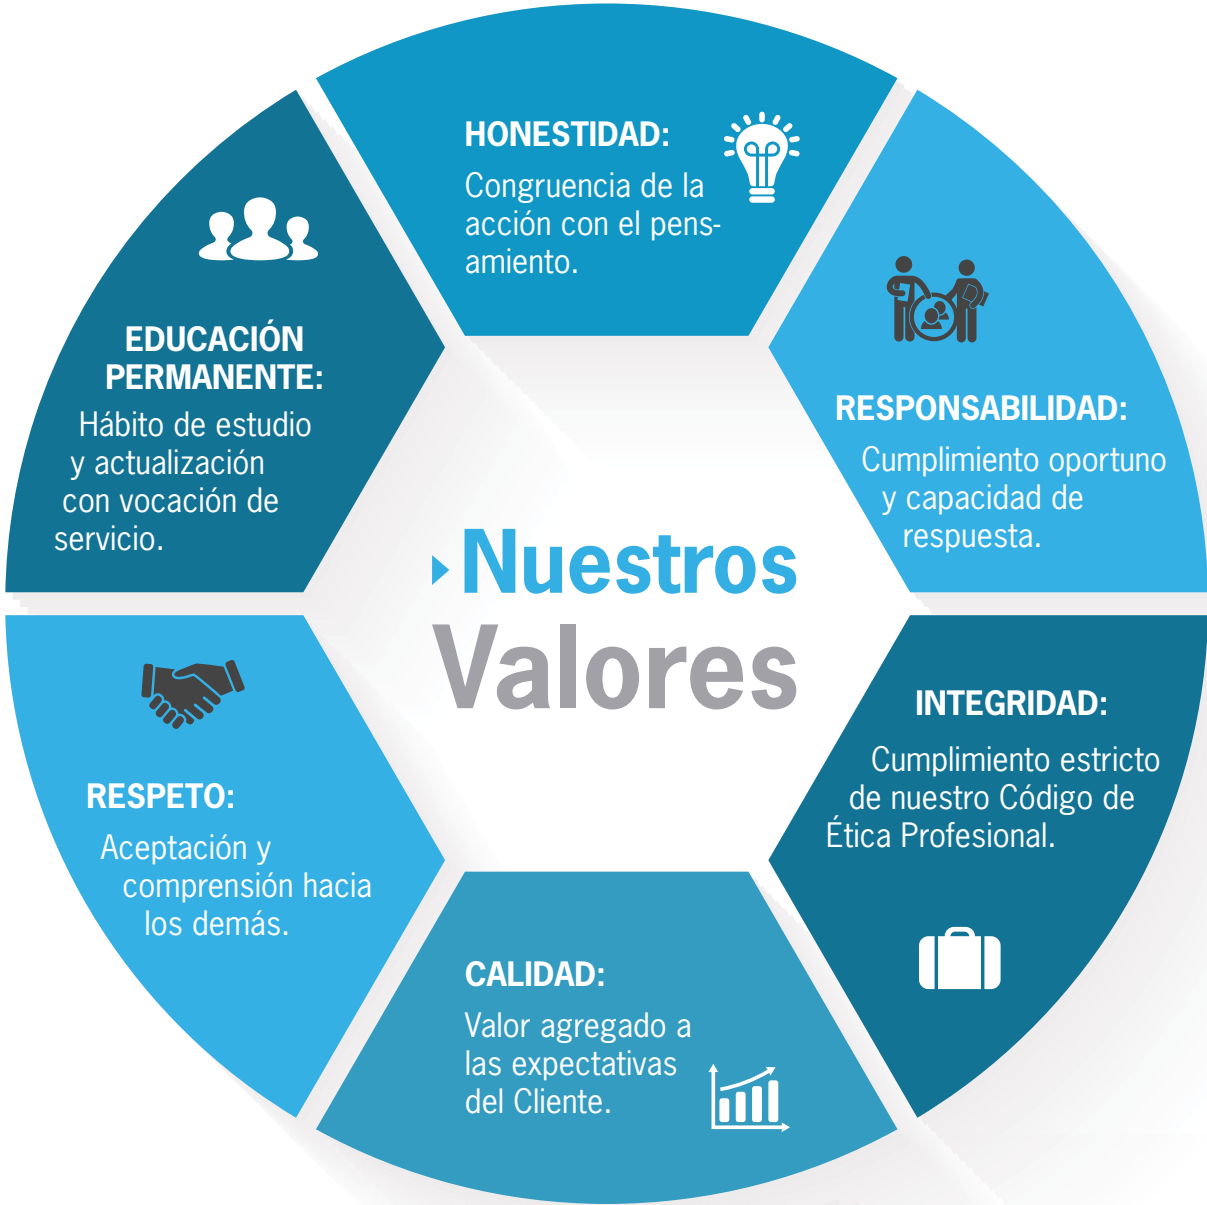 HONESTIDAD:
Congruencia de la
acción con el pens-
amiento.
RESPONSABILIDAD:
Cumplimiento oportuno
y capacidad de
respuesta.
INTEGRIDAD:
Cumplimiento estricto
de nuestro Código de
Ética Profesional.
CALIDAD:
Valor agregado a
las expectativas
del Cliente.
RESPETO:
Aceptación y
comprensión hacia
los demás.
EDUCACIÓN
PERMANENTE:
Hábito de estudio
y actualización
con vocación de
servicio.
Nuestros
Valores